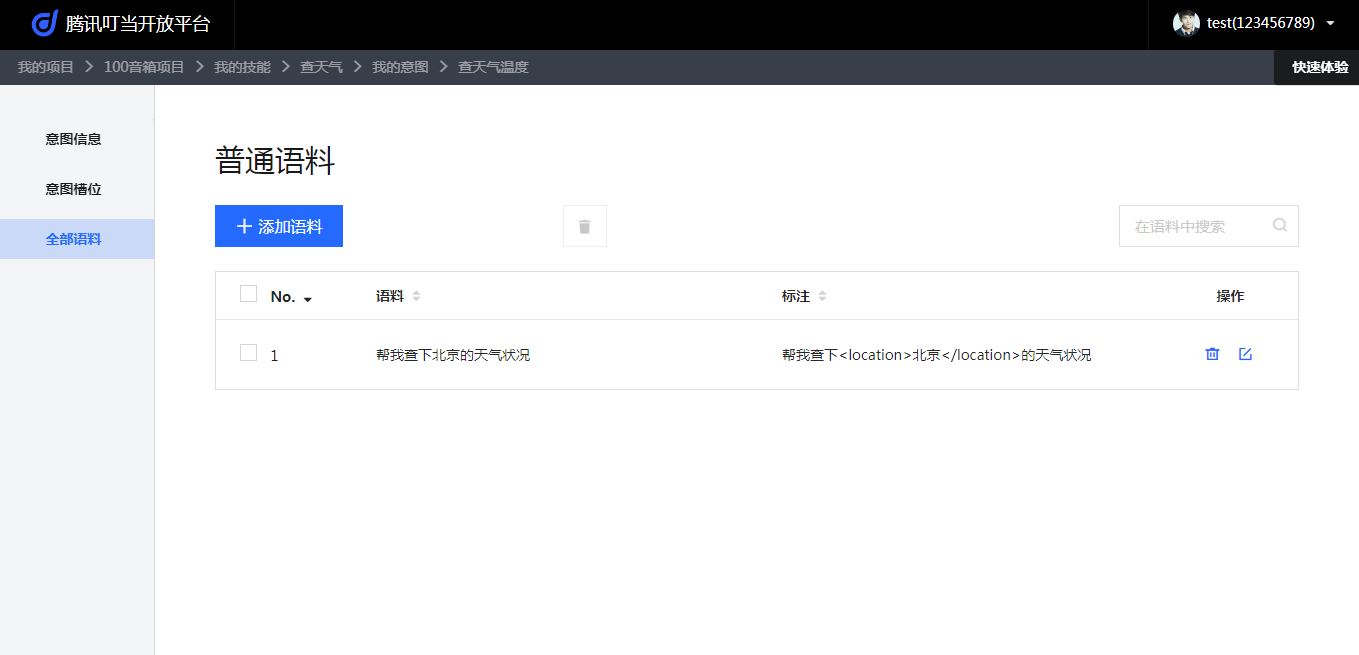 腾讯叮当开放平台
test(123456789)
我的项目 > 100音箱项目 > 我的技能 > 查天气 > 我的意图 > 查天气温度
快速体验
意图信息
意图槽位
全部语料
普通语料
+ 添加语料
在语料中搜索
No. 语料 标注 操作
1 帮我查下北京的天气状况 帮我查下<location>北京</location>的天气状况